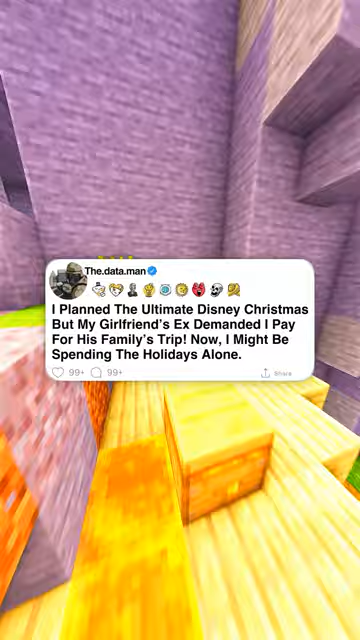 The.data.man
I Planned The Ultimate Disney Christmas
But My Girlfriend's Ex Demanded I Pay
For His Family's Trip! Now, I Might Be
Spending The Holidays Alone.
99+ 99+ Share